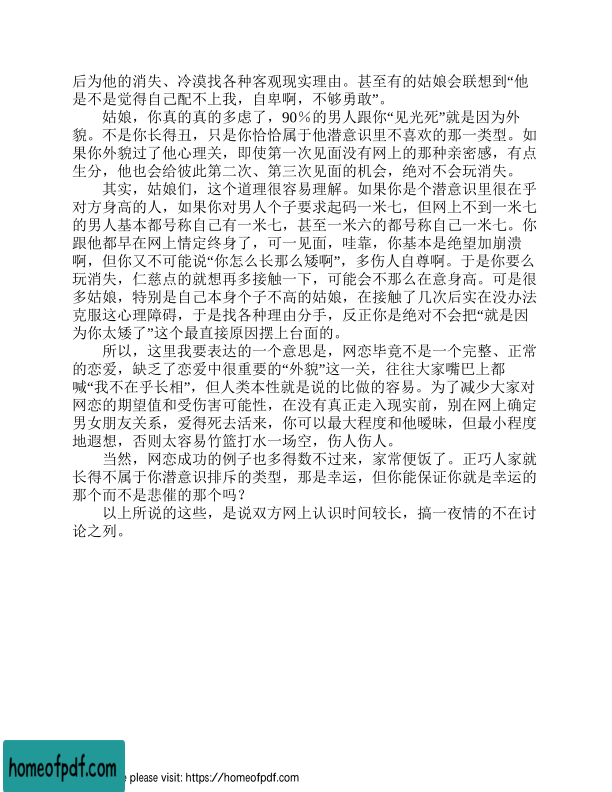 后为他的消失、冷漠找各种客观现实理由。甚至有的姑娘会联想到“他
是不是觉得自己配不上我，自卑啊，不够勇敢”。
姑娘，你真的真的多虑了，90%的男人跟你“见光死”就是因为外
貌。不是你长得丑，只是你恰恰属于他潜意识里不喜欢的那一类型。如
果你外貌过了他心理关，即使第一次见面没有网上的那种亲密感，有点
生分，他也会给彼此第二次、第三次见面的机会，绝对不会玩消失。
其实，姑娘们，这个道理很容易理解。如果你是个潜意识里很在乎
对方身高的人，如果你对男人个子要求起码一米七，但网上不到一米七
的男人基本都号称自己有一米七，甚至一米六的都号称自己一米七。你
跟他都早在网上情定终身了，可一见面，哇靠，你基本是绝望加崩溃
啊，但你又不可能说“你怎么长那么矮啊”，多伤人自尊啊。于是你要么
玩消失，仁慈点的就想再多接触一下，可能会不那么在意身高。可是很
多姑娘，特别是自己本身个子不高的姑娘，在接触了几次后实在没办法
克服这心理障碍，于是找各种理由分手，反正你是绝对不会把“就是因
为你太矮了”这个最直接原因摆上台面的。
所以，这里我要表达的一个意思是，网恋毕竟不是一个完整、正常
的恋爱，缺乏了恋爱中很重要的“外貌”这一关，往往大家嘴巴上都
喊“我不在乎长相”，但人类本性就是说的比做的容易。为了减少大家对
网恋的期望值和受伤害可能性，在没有真正走入现实前，别在网上确定
男女朋友关系，爱得死去活来，你可以最大程度和他暧昧，但最小程度
地遐想，否则太容易竹篮打水一场空，伤人伤人。
当然，网恋成功的例子也多得数不过来，家常便饭了。正巧人家就
长得不属于你潜意识排斥的类型，那是幸运，但你能保证你就是幸运的
那个而不是悲催的那个吗？
以上所说的这些，是说双方网上认识时间较长，搞一夜情的不在讨
论之列。
homeofpdf.com
e please visit: https://homeofpdf.com